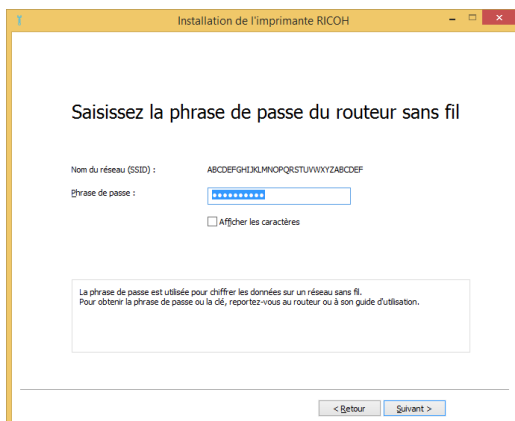 Installation de l'imprimante RICOH
Saisissez la phrase de passe du routeur sans fil
Nom du réseau (SSID) : ABCDEFGHIJKLMNOPQRSTUVWXYZABCDEF
Phrase de passe : ●●●●●●●●●●
Afficher les caractères
La phrase de passe est utilisée pour chiffrer les données sur un réseau sans fil.
Pour obtenir la phrase de passe ou la clé, reportez-vous au routeur ou à son guide d'utilisation.
< Retour Suivant >